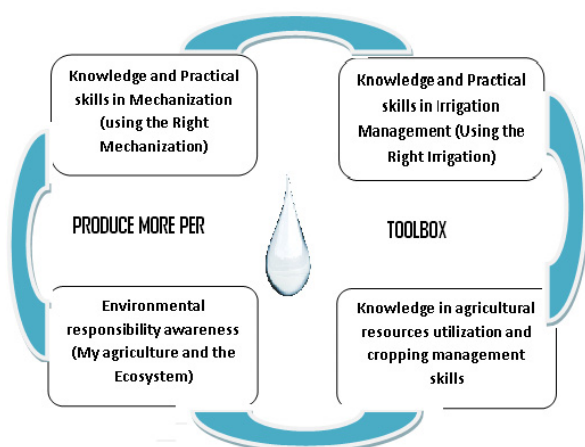 Knowledge and Practical
skills in Mechanization
(using the Right
Mechanization)
Knowledge and Practical
skills in Irrigation
Management (Using the
Right Irrigation)
PRODUCE MORE PER
TOOLBOX
Environmental
responsibility awareness
(My agriculture and the
Ecosystem)
Knowledge in agricultural
resources utilization and
cropping management
skills